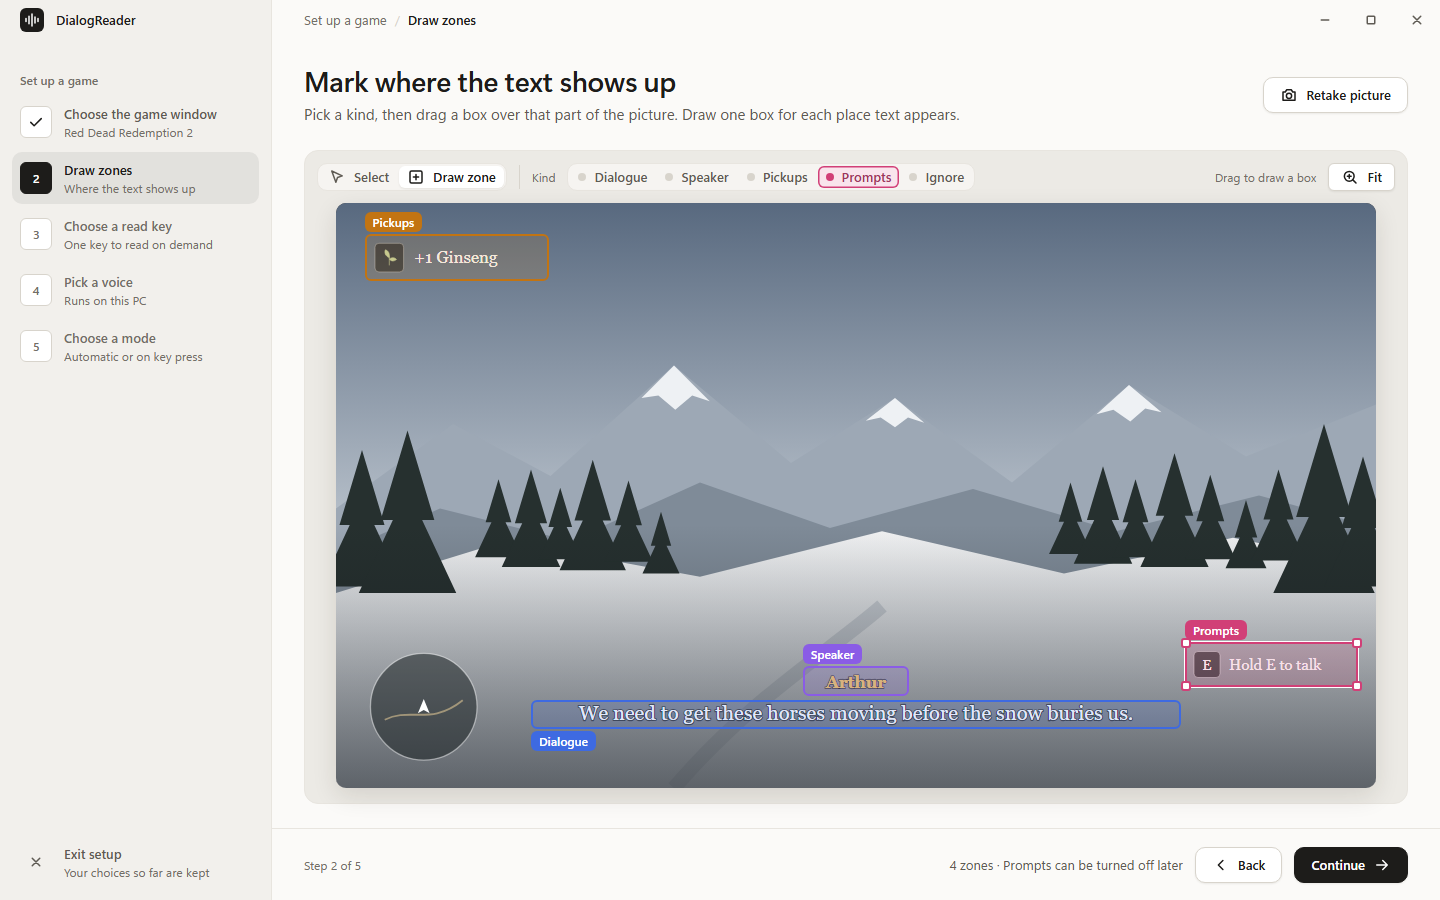 DialogReader
Set up a game / Draw zones
Set up a game
Choose the game window
Red Dead Redemption 2
2
Draw zones
Where the text shows up
3
Choose a read key
One key to read on demand
4
Pick a voice
Runs on this PC
5
Choose a mode
Automatic or on key press
Exit setup
Your choices so far are kept
Mark where the text shows up
Pick a kind, then drag a box over that part of the picture. Draw one box for each place text appears.
Retake picture
Select
Draw zone
Kind
Dialogue
Speaker
Pickups
Prompts
Ignore
Drag to draw a box
Fit
Pickups
+1 Ginseng
Prompts
E
Hold E to talk
Speaker
Arthur
We need to get these horses moving before the snow buries us.
Dialogue
Step 2 of 5
4 zones · Prompts can be turned off later
Back
Continue